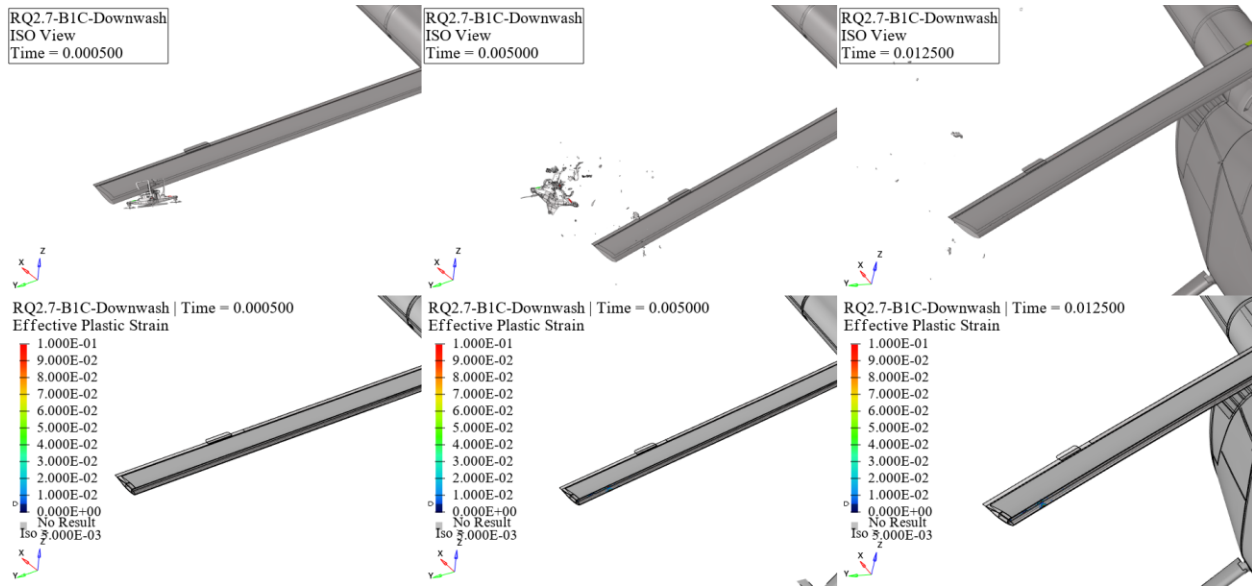 RQ2.7-B1C-Downwash
ISO View
Time = 0.000500
X
Y
Z
RQ2.7-B1C-Downwash
ISO View
Time = 0.005000
X
Y
Z
RQ2.7-B1C-Downwash
ISO View
Time = 0.012500
X
Y
Z
RQ2.7-B1C-Downwash | Time = 0.000500
Effective Plastic Strain
1.000E-01
9.000E-02
8.000E-02
7.000E-02
6.000E-02
5.000E-02
4.000E-02
3.000E-02
2.000E-02
1.000E-02
D 0.000E+00
No Result
Iso = 5.000E-03
X
Y
Z
RQ2.7-B1C-Downwash | Time = 0.005000
Effective Plastic Strain
1.000E-01
9.000E-02
8.000E-02
7.000E-02
6.000E-02
5.000E-02
4.000E-02
3.000E-02
2.000E-02
1.000E-02
D 0.000E+00
No Result
Iso = 5.000E-03
X
Y
Z
RQ2.7-B1C-Downwash | Time = 0.012500
Effective Plastic Strain
1.000E-01
9.000E-02
8.000E-02
7.000E-02
6.000E-02
5.000E-02
4.000E-02
3.000E-02
2.000E-02
1.000E-02
D 0.000E+00
No Result
Iso = 5.000E-03
X
Y
Z